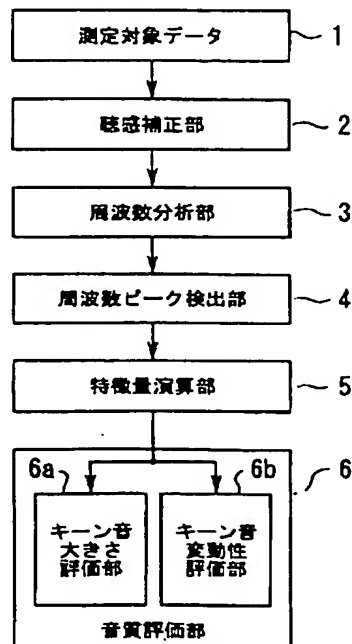 測定対象データ 1
聴感補正部 2
周波数分析部 3
周波数ピーク検出部 4
特徴量演算部 5
6
6a 6b
キーン音
大きさ
評価部
キーン音
変動性
評価部
音質評価部